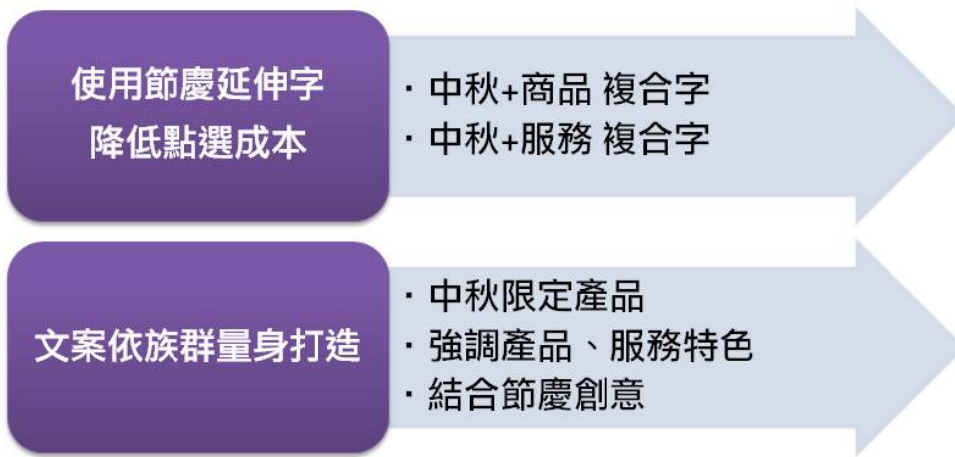 使用節慶延伸字
降低點選成本
・中秋+商品 複合字
・中秋+服務 複合字
文案依族群量身打造
・中秋限定產品
・強調產品、服務特色
・結合節慶創意